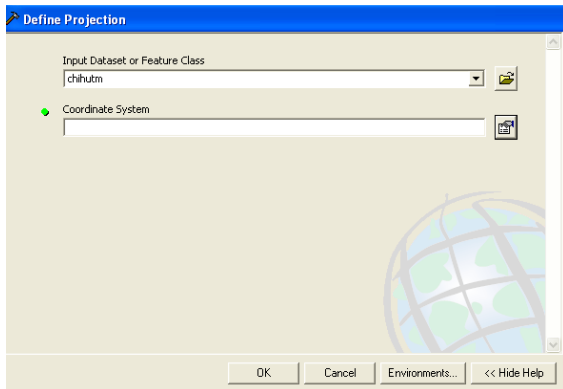 Define Projection
Input Dataset or Feature Class
chihutm
Coordinate System
OK Cancel Environments... << Hide Help